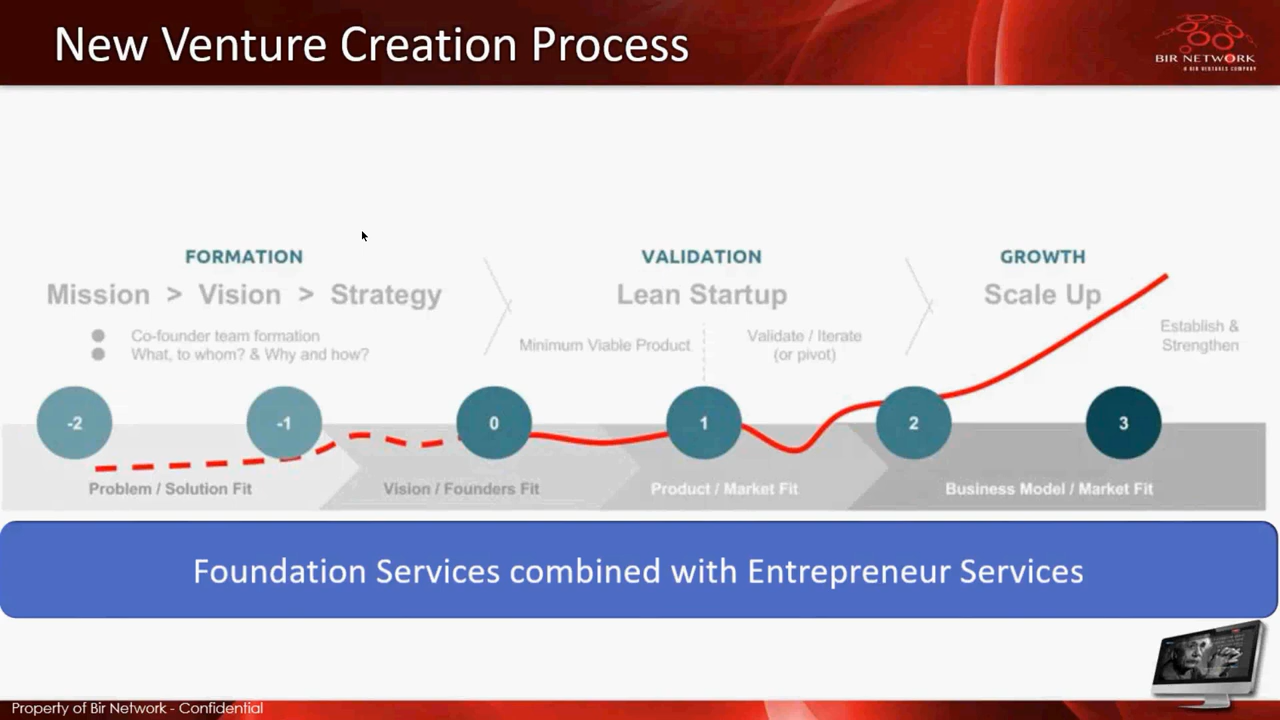 New Venture Creation Process
BIR NETWORK
A BIR VENTURES COMPANY
FORMATION
Mission > Vision > Strategy
Co-founder team formation
What, to whom? & Why and how?
VALIDATION
Lean Startup
Minimum Viable Product
Validate / Iterate
(or pivot)
GROWTH
Scale Up
Establish &
Strengthen
-2
-1
0
1
2
3
Problem / Solution Fit
Vision / Founders Fit
Product / Market Fit
Business Model / Market Fit
Foundation Services combined with Entrepreneur Services
Property of Bir Network - Confidential